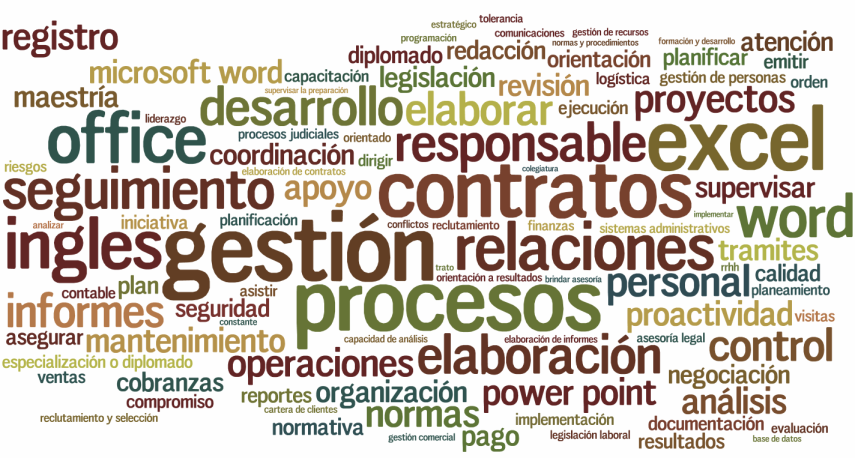 estratégico tolerancia
registro
programación
comunicaciones
gestión de recursos
diplomado
redacción
normas y procedimientos
orientación
formación y desarrollo
planificar
atención
emitir
microsoft word
capacitación
legislación
revisión
logística
gestión de personas
orden
maestría
supervisar la preparación
liderazgo
desarrollo
elaborar
ejecución
proyectos
office
procesos judiciales
orientado
coordinación
responsable
excel
riesgos
elaboración de contratos
dirigir
colegiatura
seguimiento
apoyo
contratos
supervisar
analizar
iniciativa
planificación
conflictos
reclutamiento
finanzas
sistemas administrativos
implementar
word
ingles
gestión
relaciones
tramites
trato
orientación a resultados
brindar asesoría
personal
rrhh
calidad
contable
plan
asistir
procesos
planeamiento
informes
seguridad
constante
proactividad
visitas
asegurar
mantenimiento
capacidad de análisis
elaboración de informes
asesoría legal
control
especialización o diplomado
operaciones
elaboración
ventas
cobranzas
negociación
compromiso
reportes
organización
power point
análisis
cartera de clientes
reclutamiento y selección
normativa
normas
implementación
documentación
evaluación
gestión comercial
pago
legislación laboral
resultados
base de datos